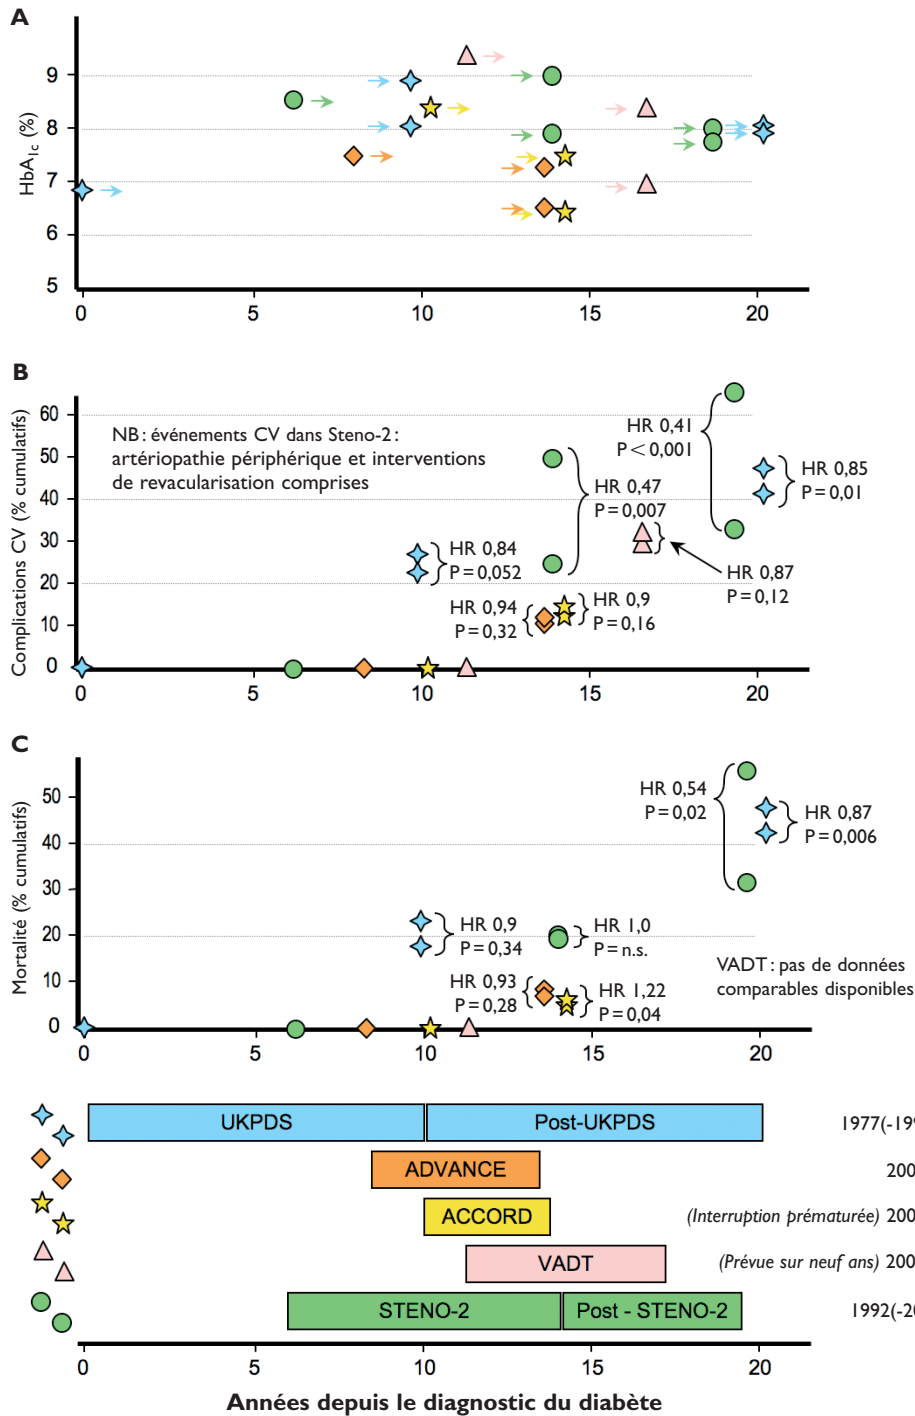 A
HbA1c (%)
9
8
7
6
5
0 5 10 15 20
B
Complications CV (% cumulatifs)
60
50
40
30
20
10
0
NB : événements CV dans Steno-2 :
artériopathie périphérique et interventions
de revacularisation comprises
HR 0,41
P < 0,001
HR 0,85
P = 0,01
HR 0,47
P = 0,007
HR 0,84
P = 0,052
HR 0,87
P = 0,12
HR 0,94
P = 0,32
HR 0,9
P = 0,16
0 5 10 15 20
C
Mortalité (% cumulatifs)
50
40
30
20
10
0
HR 0,54
P = 0,02
HR 0,87
P = 0,006
HR 0,9
P = 0,34
HR 1,0
P = n.s.
HR 0,93
P = 0,28
HR 1,22
P = 0,04
VADT : pas de données
comparables disponibles
0 5 10 15 20
UKPDS Post-UKPDS 1977(-199
ADVANCE 200
ACCORD (Interruption prématurée) 200
VADT (Prévue sur neuf ans) 200
STENO-2 Post - STENO-2 1992(-20
0 5 10 15 20
Années depuis le diagnostic du diabète